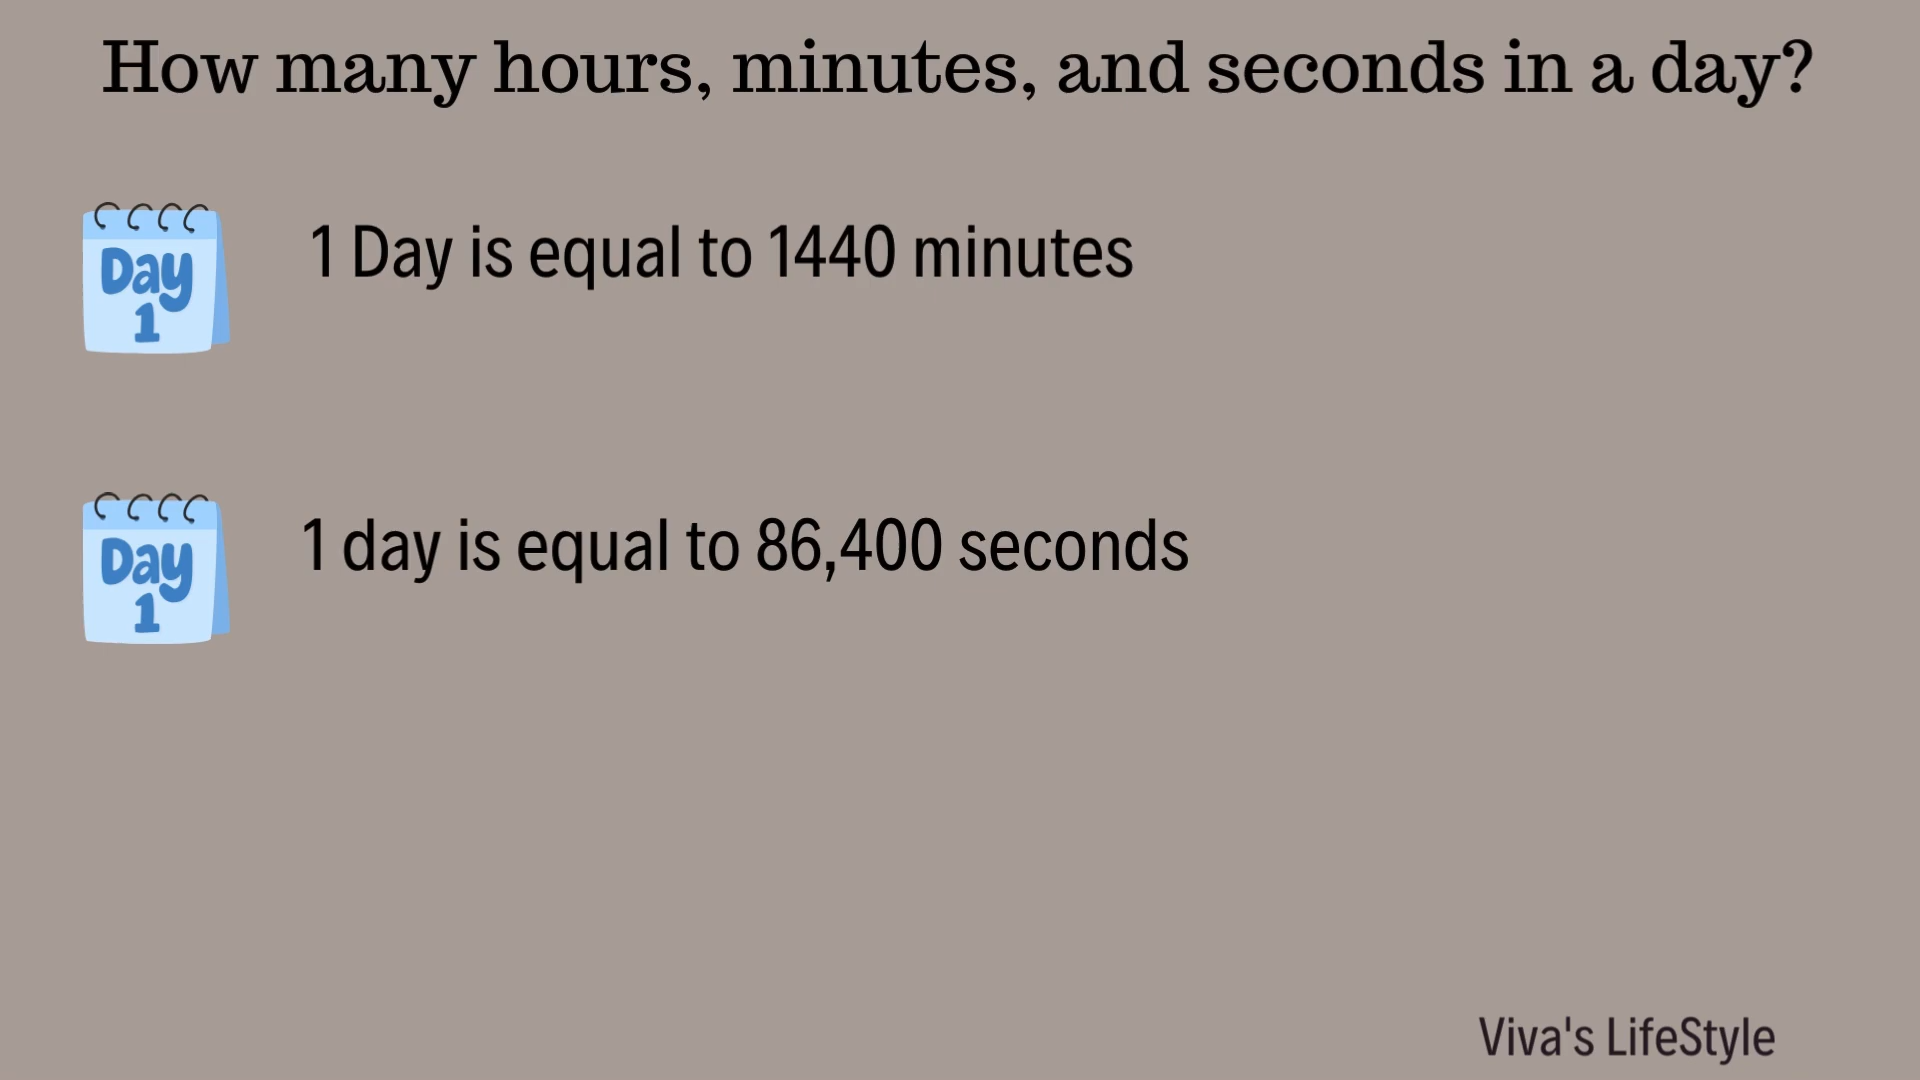 How many hours, minutes, and seconds in a day?
Day
1
1 Day is equal to 1440 minutes
Day
1
1 day is equal to 86,400 seconds
Viva's LifeStyle